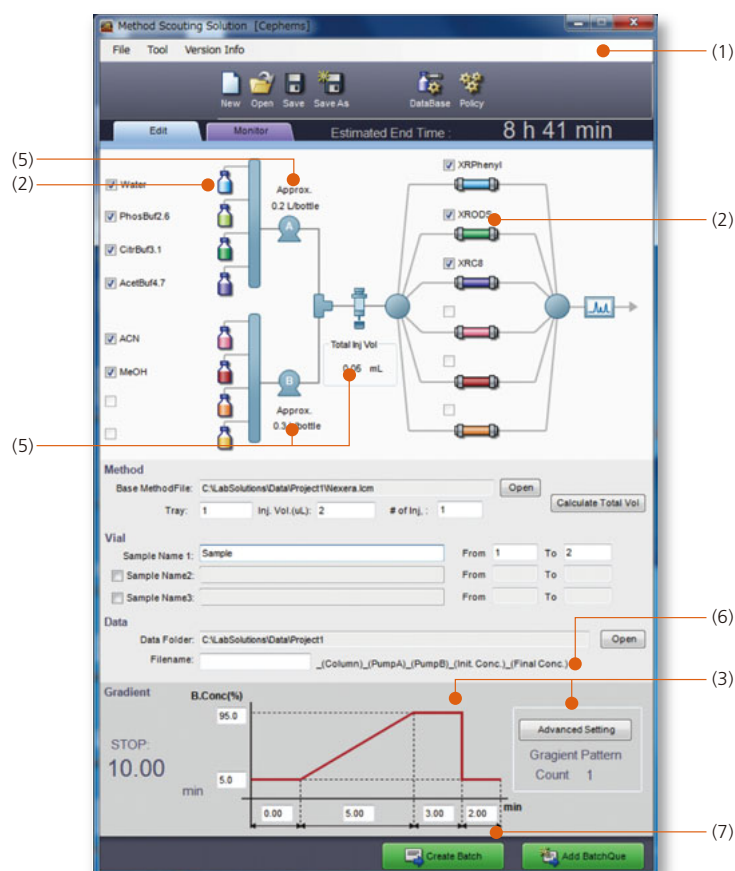 Method Scouting Solution [Cephems]
File Tool Version Info
(1)
New Open Save Save As DataBase Policy
Edit Monitor Estimated End Time : 8 h 41 min
(5)
(2)
Water
PhosBuf2.6
CitrBuf3.1
AcetBuf4.7
ACN
MeOH
(5)
Approx.
0.2 L/bottle
A
Total Inj Vol
0.05 mL
B
Approx.
0.3 L/bottle
XRPhenyl
XRODS
(2)
XRC8
Method
Base MethodFile: C:\LabSolutions\Data\Project1\Nexera.lcm Open
Tray: 1 Inj. Vol.(uL): 2 # of Inj, : 1 Calculate Total Vol
Vial
Sample Name 1: Sample From 1 To 2
Sample Name2: From To
Sample Name3: From To
Data
(6)
Data Folder: C:\LabSolutions\Data\Project1 Open
Filename: _(Column)_(PumpA)_(PumpB)_(Init. Conc.)_(Final Conc.)
(3)
Gradient B.Conc(%)
95.0
STOP:
10.00
min
5.0
0.00 5.00 3.00 2.00 min
Advanced Setting
Gragient Pattern
Count 1
(7)
Create Batch Add BatchQue